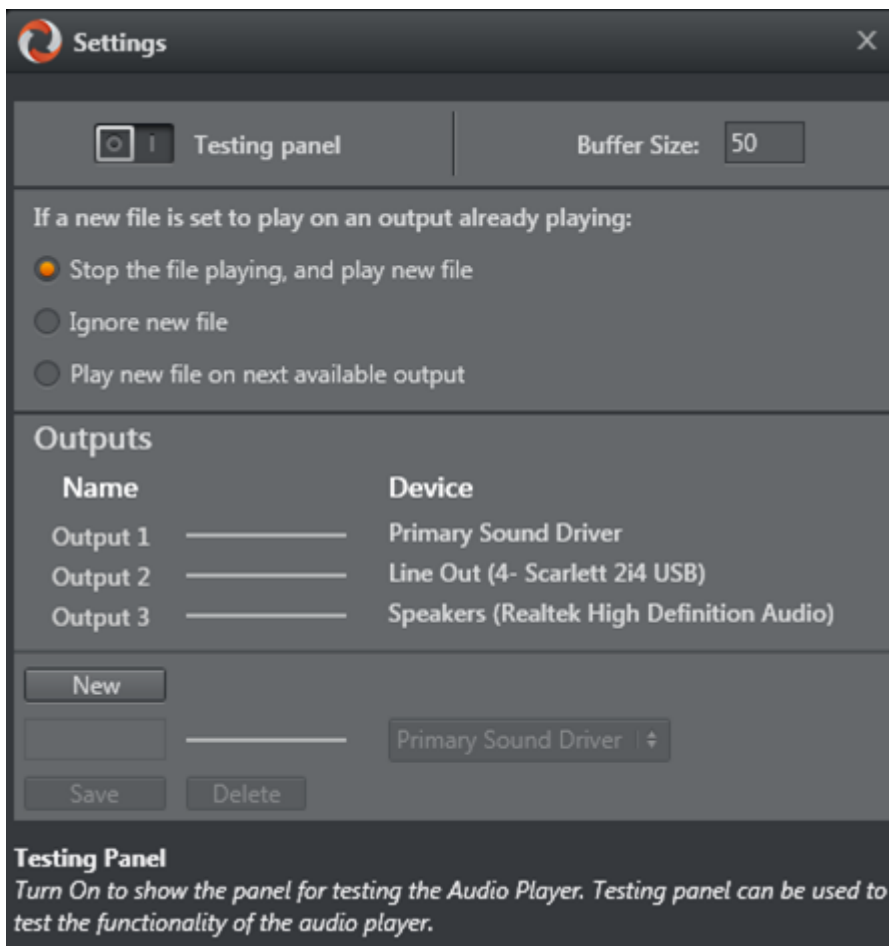 Settings
Testing panel
Buffer Size: 50
If a new file is set to play on an output already playing:
Stop the file playing, and play new file
Ignore new file
Play new file on next available output
Outputs
Name Device
Output 1 Primary Sound Driver
Output 2 Line Out (4- Scarlett 2i4 USB)
Output 3 Speakers (Realtek High Definition Audio)
New
Primary Sound Driver
Save Delete
Testing Panel
Turn On to show the panel for testing the Audio Player. Testing panel can be used to
test the functionality of the audio player.